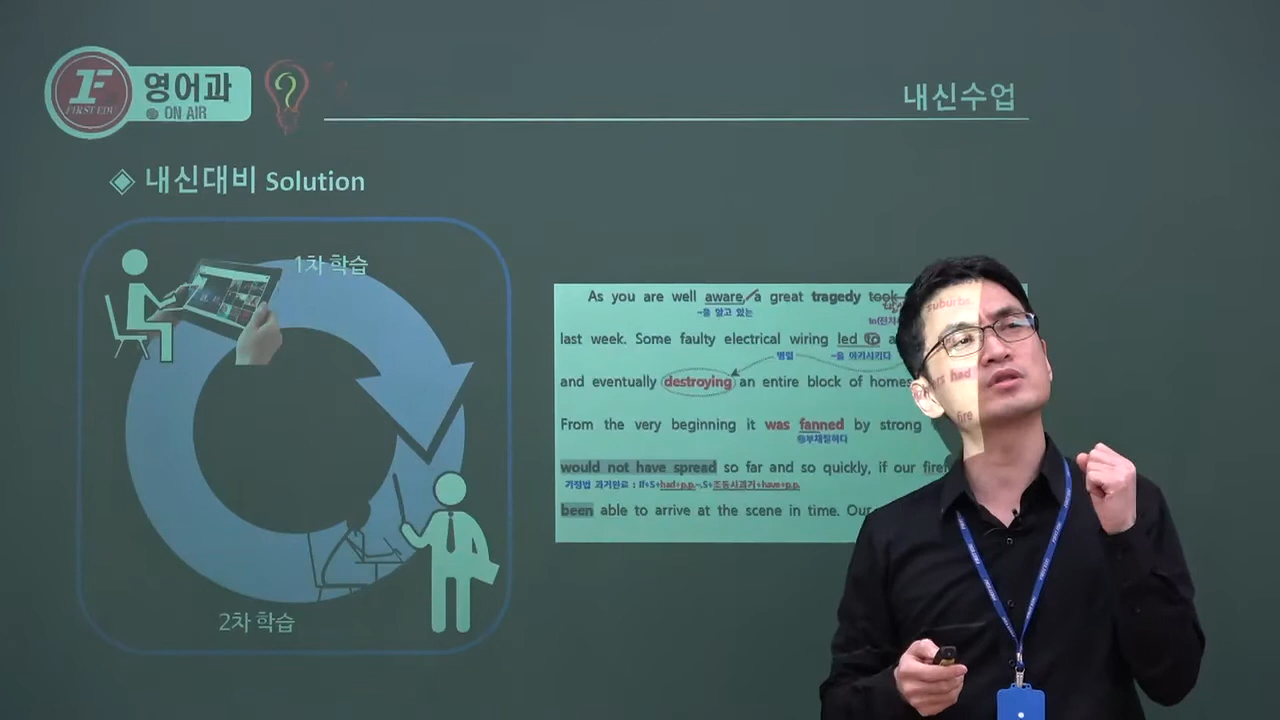 1F
FIRST EDU
영어과
ON AIR
내신수업
내신대비 Solution
1차 학습
2차 학습
As you are well aware, a great tragedy took
~을 알고 있는
suburbs
last week. Some faulty electrical wiring led to a
병렬 ~을 야기시키다
had
and eventually destroying an entire block of homes
fire
From the very beginning it was fanned by strong
부채질하다
would not have spread so far and so quickly, if our
가정법 과거완료 : If+S+had+p.p.~,S+조동사과거+have+p.p.
been able to arrive at the scene in time. Our